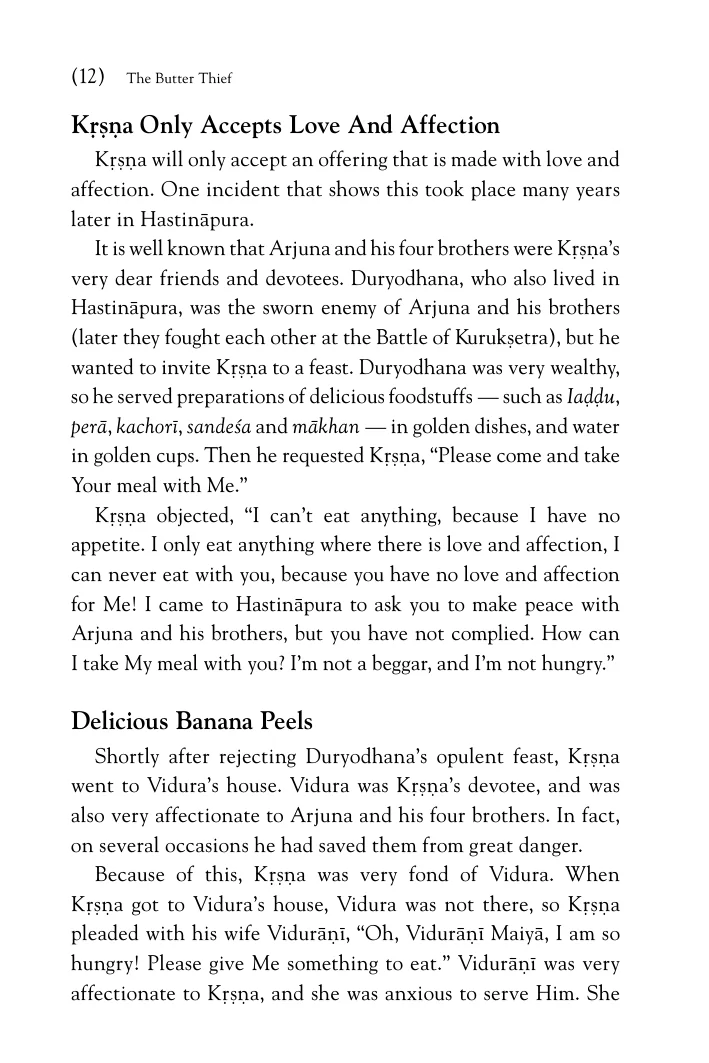 (12) The Butter Thief
Kṛṣṇa Only Accepts Love And Affection
Kṛṣṇa will only accept an offering that is made with love and
affection. One incident that shows this took place many years
later in Hastināpura.
It is well known that Arjuna and his four brothers were Kṛṣṇa’s
very dear friends and devotees. Duryodhana, who also lived in
Hastināpura, was the sworn enemy of Arjuna and his brothers
(later they fought each other at the Battle of Kurukṣetra), but he
wanted to invite Kṛṣṇa to a feast. Duryodhana was very wealthy,
so he served preparations of delicious foodstuffs — such as laḍḍu,
perā, kachorī, sandeśa and mākhan — in golden dishes, and water
in golden cups. Then he requested Kṛṣṇa, “Please come and take
Your meal with Me.”
Kṛṣṇa objected, “I can’t eat anything, because I have no
appetite. I only eat anything where there is love and affection, I
can never eat with you, because you have no love and affection
for Me! I came to Hastināpura to ask you to make peace with
Arjuna and his brothers, but you have not complied. How can
I take My meal with you? I’m not a beggar, and I’m not hungry.”
Delicious Banana Peels
Shortly after rejecting Duryodhana’s opulent feast, Kṛṣṇa
went to Vidura’s house. Vidura was Kṛṣṇa’s devotee, and was
also very affectionate to Arjuna and his four brothers. In fact,
on several occasions he had saved them from great danger.
Because of this, Kṛṣṇa was very fond of Vidura. When
Kṛṣṇa got to Vidura’s house, Vidura was not there, so Kṛṣṇa
pleaded with his wife Vidurāṇī, “Oh, Vidurāṇī Maiyā, I am so
hungry! Please give Me something to eat.” Vidurāṇī was very
affectionate to Kṛṣṇa, and she was anxious to serve Him. She